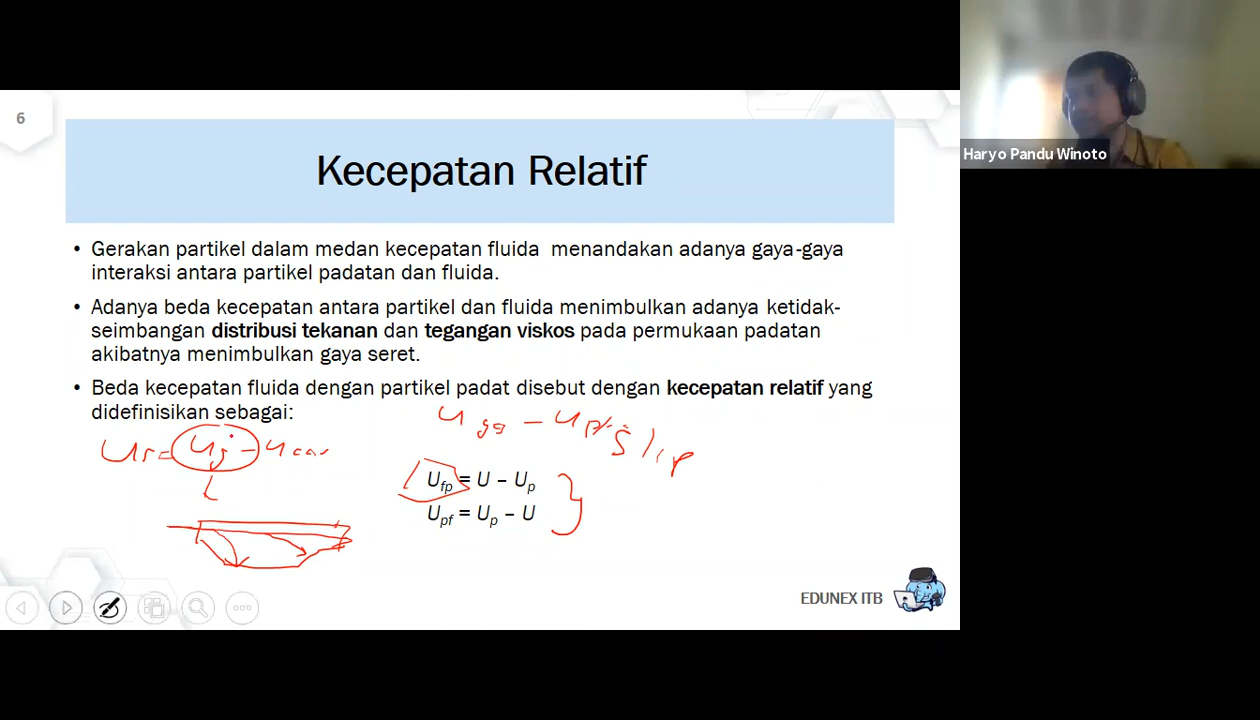 6
Haryo Pandu Winoto
Kecepatan Relatif
• Gerakan partikel dalam medan kecepatan fluida menandakan adanya gaya-gaya
interaksi antara partikel padatan dan fluida.
• Adanya beda kecepatan antara partikel dan fluida menimbulkan adanya ketidak-
seimbangan distribusi tekanan dan tegangan viskos pada permukaan padatan
akibatnya menimbulkan gaya seret.
• Beda kecepatan fluida dengan partikel padat disebut dengan kecepatan relatif yang
didefinisikan sebagai:
slip
U_fp = U – U_p
U_pf = U_p – U
EDUNEX ITB